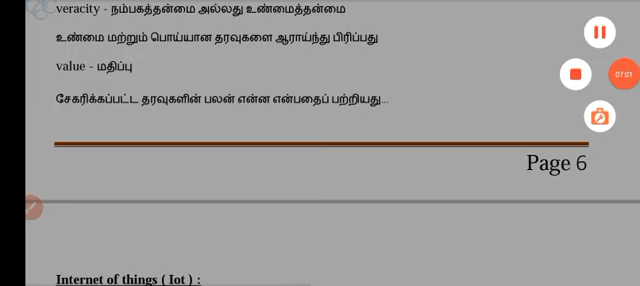 veracity - நம்பகத்தன்மை அல்லது உண்மைத்தன்மை
உண்மை மற்றும் பொய்யான தரவுகளை ஆராய்ந்து பிரிப்பது
value - மதிப்பு
07:01
சேகரிக்கப்பட்ட தரவுகளின் பலன் என்ன என்பதைப் பற்றியது...
Page 6
Internet of things ( Iot ) :